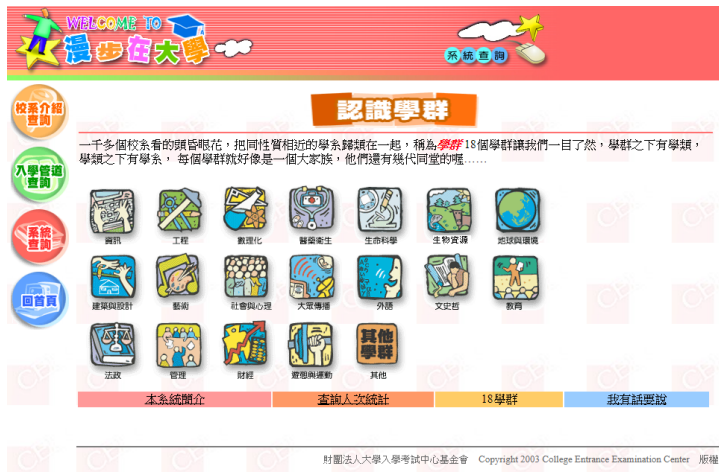 WELCOME TO
漫步在大學
系統查詢
校系介紹
查詢
認識學群
一千多個校系看的頭昏眼花，把同性質相近的學系歸類在一起，稱為學群18個學群讓我們一目了然，學群之下有學類，
學類之下有學系， 每個學群就好像是一個大家族，他們還有幾代同堂的喔……
入學管道
查詢
資訊 工程 數理化 醫藥衛生 生命科學 生物資源 地球與環境
系統
查詢
建築與設計 藝術 社會與心理 大眾傳播 外語 文史哲 教育
回首頁
其他
學群
法政 管理 財經 遊憩與運動 其他
本系統簡介 查詢人次統計 18學群 我有話要說
財團法人大學入學考試中心基金會 Copyright 2003 College Entrance Examination Center 版權